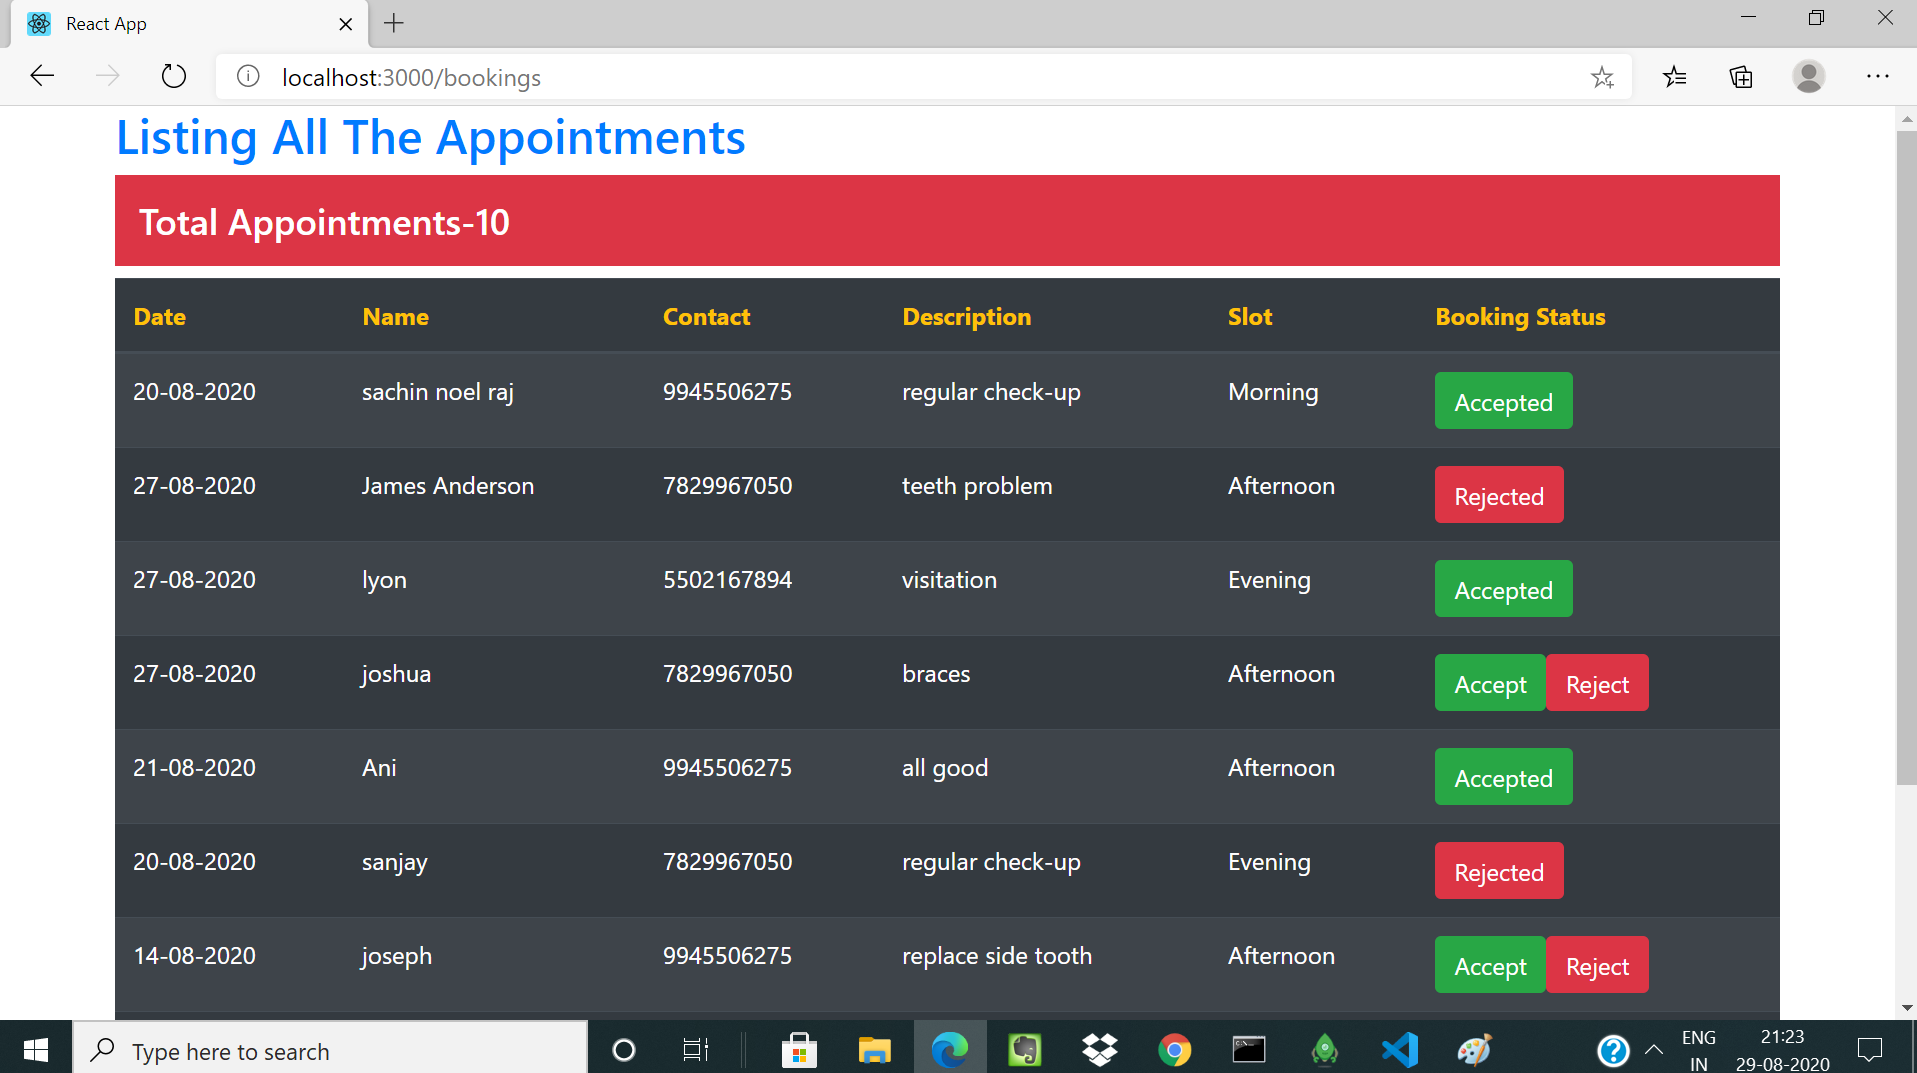 React App
localhost:3000/bookings
Listing All The Appointments
Total Appointments-10
Date Name Contact Description Slot Booking Status
20-08-2020 sachin noel raj 9945506275 regular check-up Morning Accepted
27-08-2020 James Anderson 7829967050 teeth problem Afternoon Rejected
27-08-2020 lyon 5502167894 visitation Evening Accepted
27-08-2020 joshua 7829967050 braces Afternoon Accept Reject
21-08-2020 Ani 9945506275 all good Afternoon Accepted
20-08-2020 sanjay 7829967050 regular check-up Evening Rejected
14-08-2020 joseph 9945506275 replace side tooth Afternoon Accept Reject
Type here to search
ENG
IN
21:23
29-08-2020